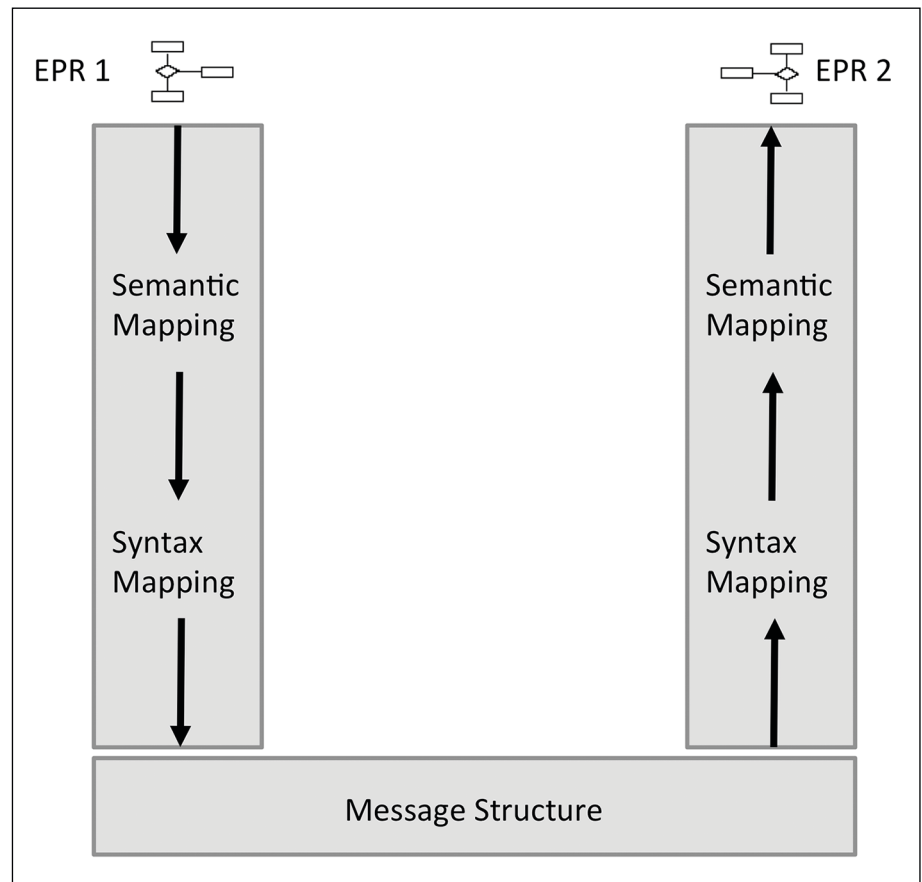 EPR 1
EPR 2
Semantic
Mapping
Semantic
Mapping
Syntax
Mapping
Syntax
Mapping
Message Structure